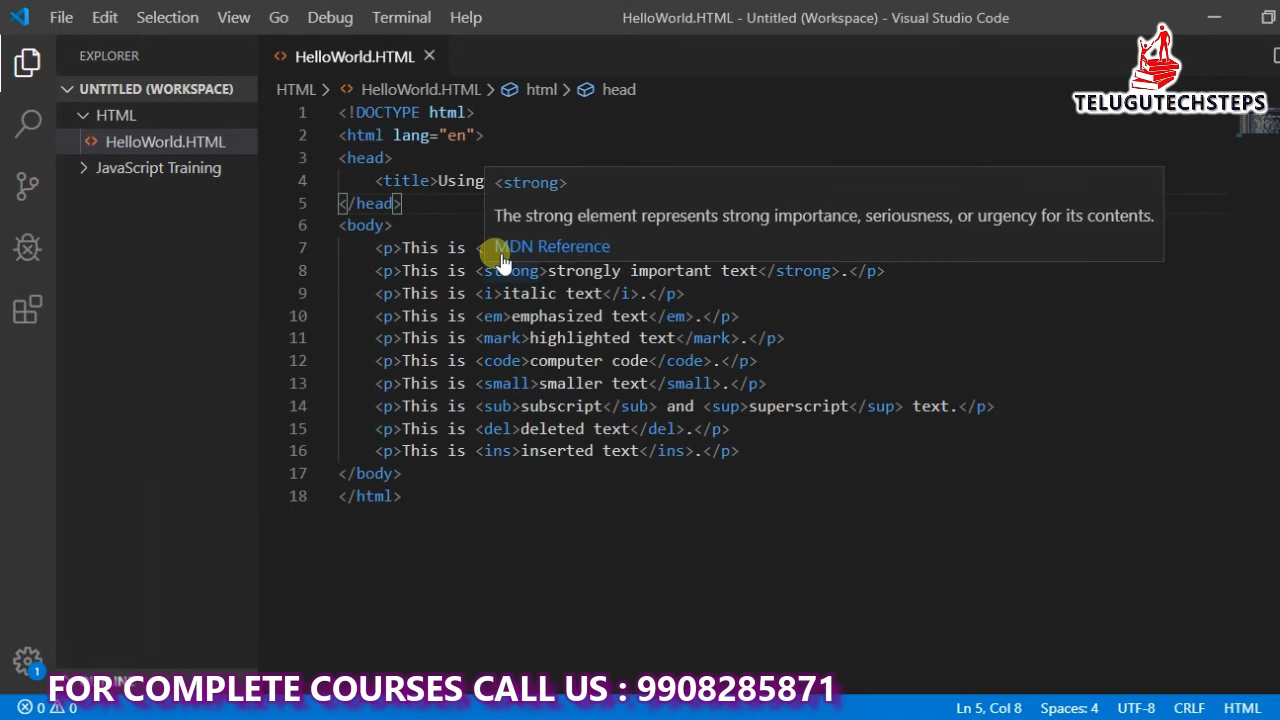 File Edit Selection View Go Debug Terminal Help HelloWorld.HTML - Untitled (Workspace) - Visual Studio Code
TELUGUTECHSTEPS
EXPLORER
HelloWorld.HTML
UNTITLED (WORKSPACE)
HTML
HelloWorld.HTML
JavaScript Training
HTML > HelloWorld.HTML > html > head
1 <!DOCTYPE html>
2 <html lang="en">
3 <head>
4 <title>Using
5 </head>
6 <body>
<strong>
The strong element represents strong importance, seriousness, or urgency for its contents.
MDN Reference
7 <p>This is <
8 <p>This is <strong>strongly important text</strong>.</p>
9 <p>This is <i>italic text</i>.</p>
10 <p>This is <em>emphasized text</em>.</p>
11 <p>This is <mark>highlighted text</mark>.</p>
12 <p>This is <code>computer code</code>.</p>
13 <p>This is <small>smaller text</small>.</p>
14 <p>This is <sub>subscript</sub> and <sup>superscript</sup> text.</p>
15 <p>This is <del>deleted text</del>.</p>
16 <p>This is <ins>inserted text</ins>.</p>
17 </body>
18 </html>
1
FOR COMPLETE COURSES CALL US : 9908285871
0 0 Ln 5, Col 8 Spaces: 4 UTF-8 CRLF HTML